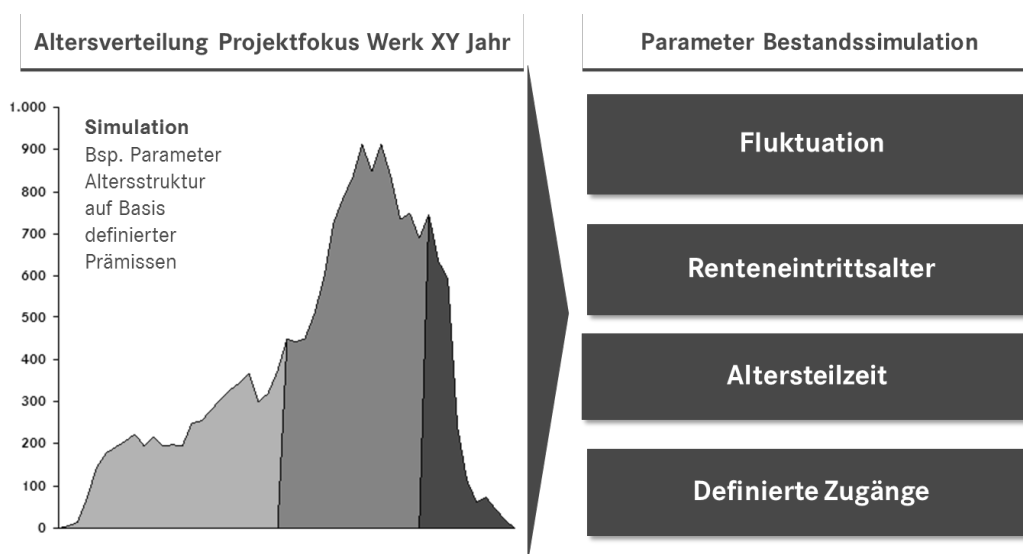 Altersverteilung Projektfokus Werk XY Jahr
1.000
900
800
700
600
500
400
300
200
100
0
Simulation
Bsp. Parameter
Altersstruktur
auf Basis
definierter
Prämissen
Parameter Bestandssimulation
Fluktuation
Renteneintrittsalter
Altersteilzeit
Definierte Zugänge